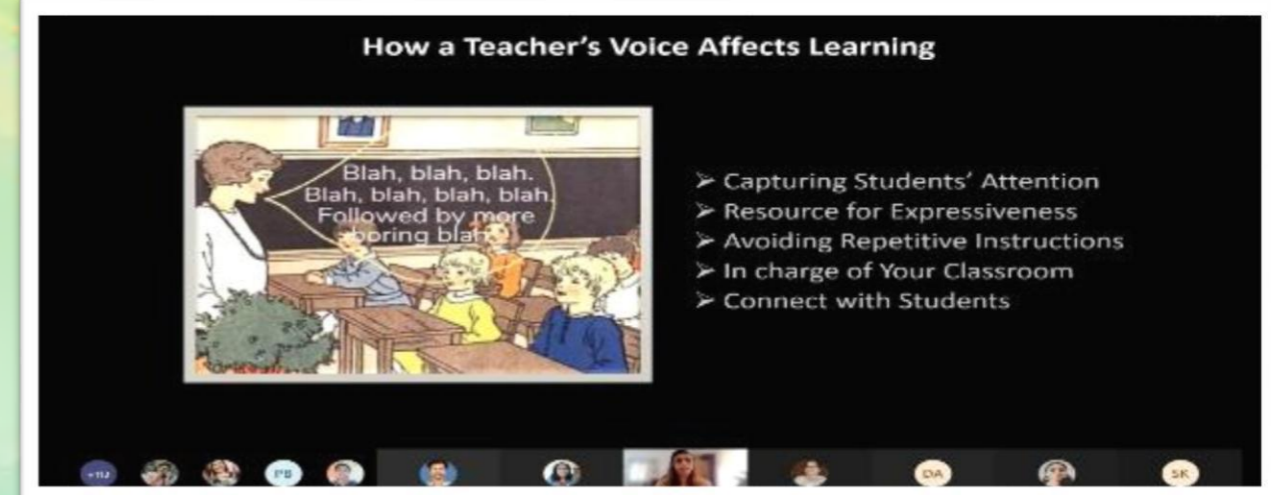 How a Teacher's Voice Affects Learning
Blah, blah, blah.
Blah, blah, blah, blah
Followed by more
boring blah
➢ Capturing Students' Attention
➢ Resource for Expressiveness
➢ Avoiding Repetitive Instructions
➢ In charge of Your Classroom
➢ Connect with Students
PB
DA
SK